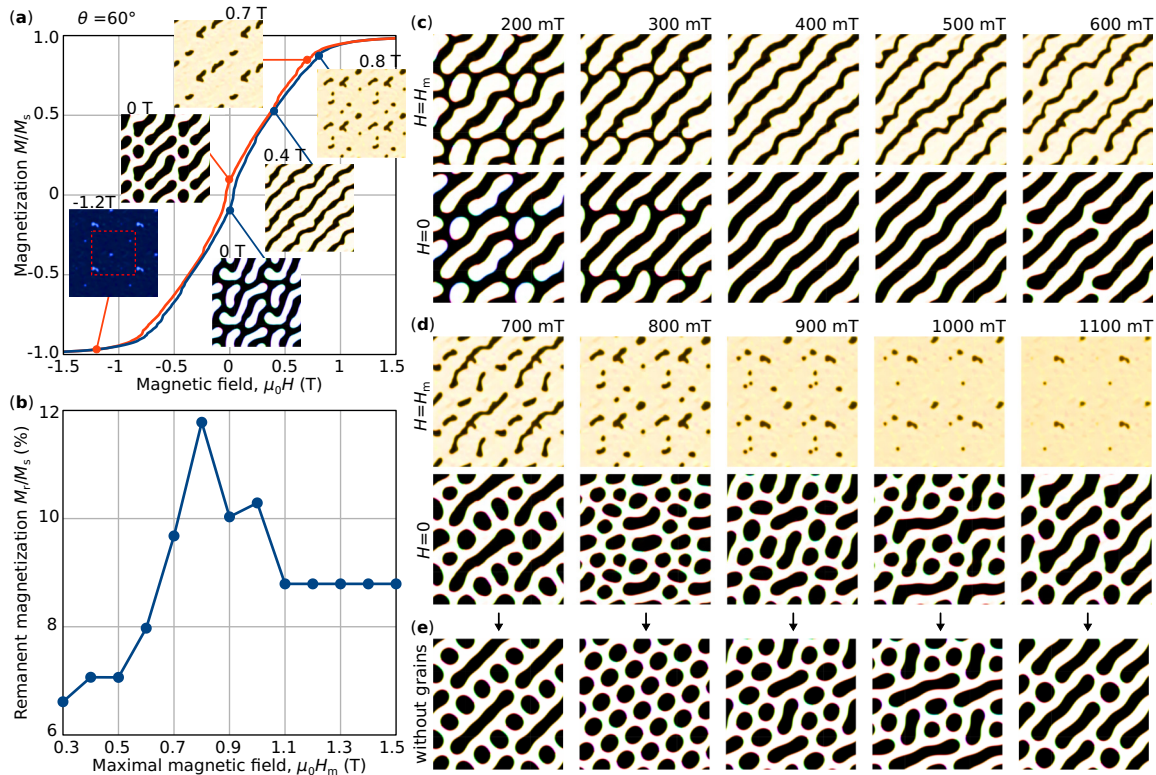 (a)
θ =60°
Magnetization M/Mₛ
1.0
0.5
0
-0.5
-1.0
-1.5
-1
-0.5
0
0.5
1
1.5
Magnetic field, μ₀H (T)
0.7 T
0.8 T
0 T
0.4 T
-1.2T
0 T
(b)
Remanent magnetization Mᵣ/Mₛ (%)
12
10
8
6
0.3
0.5
0.7
0.9
1.1
1.3
1.5
Maximal magnetic field, μ₀Hₘ (T)
(c)
200 mT
300 mT
400 mT
500 mT
600 mT
H=Hₘ
H=0
(d)
700 mT
800 mT
900 mT
1000 mT
1100 mT
H=Hₘ
H=0
(e)
without grains